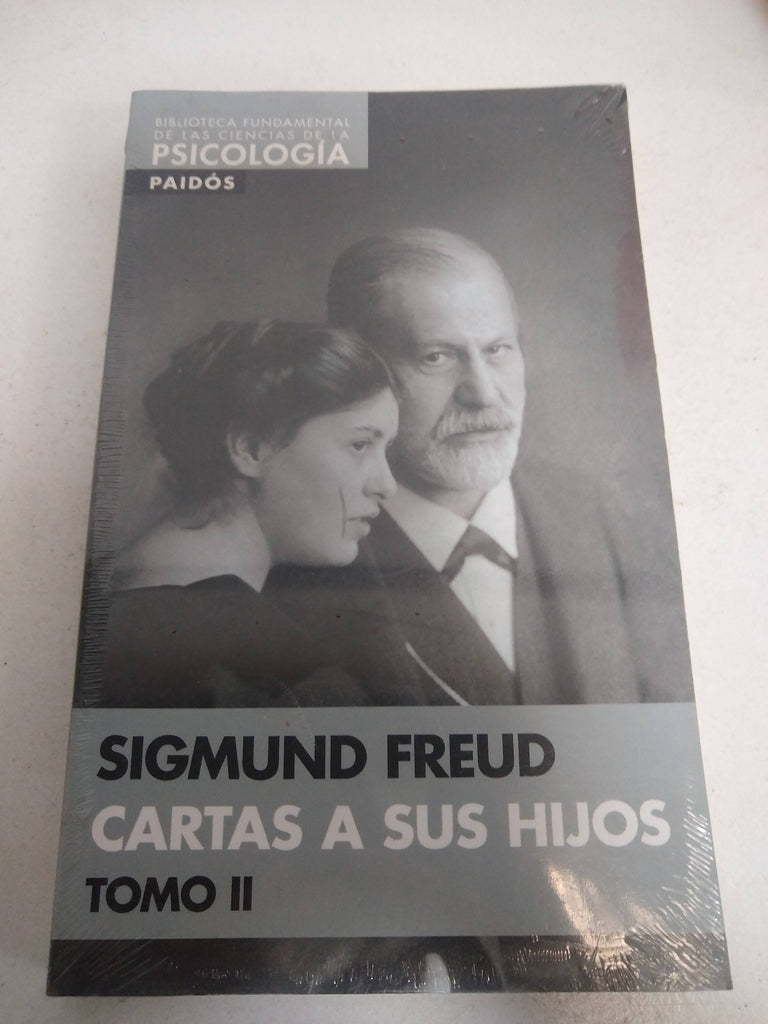 BIBLIOTECA FUNDAMENTAL
DE LAS CIENCIAS DE LA
PSICOLOGÍA
PAIDÓS
SIGMUND FREUD
CARTAS A SUS HIJOS
TOMO II